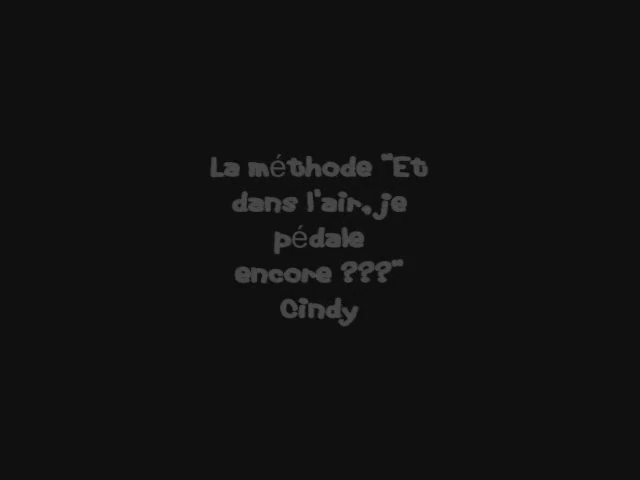 La méthode "Et
dans l'air, je
pédale
encore ???"
Cindy